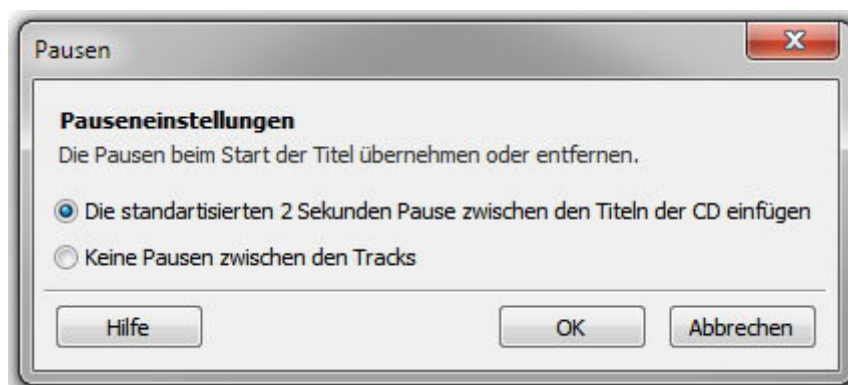 Pausen
Pauseneinstellungen
Die Pausen beim Start der Titel übernehmen oder entfernen.
Die standartisierten 2 Sekunden Pause zwischen den Titeln der CD einfügen
Keine Pausen zwischen den Tracks
Hilfe OK Abbrechen